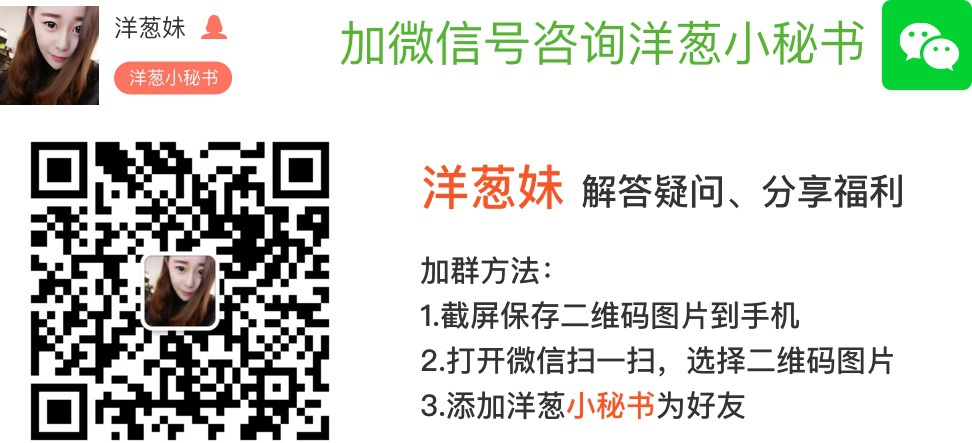 洋葱妹
洋葱小秘书
加微信号咨询洋葱小秘书
洋葱妹 解答疑问、分享福利
加群方法：
1.截屏保存二维码图片到手机
2.打开微信扫一扫，选择二维码图片
3.添加洋葱小秘书为好友